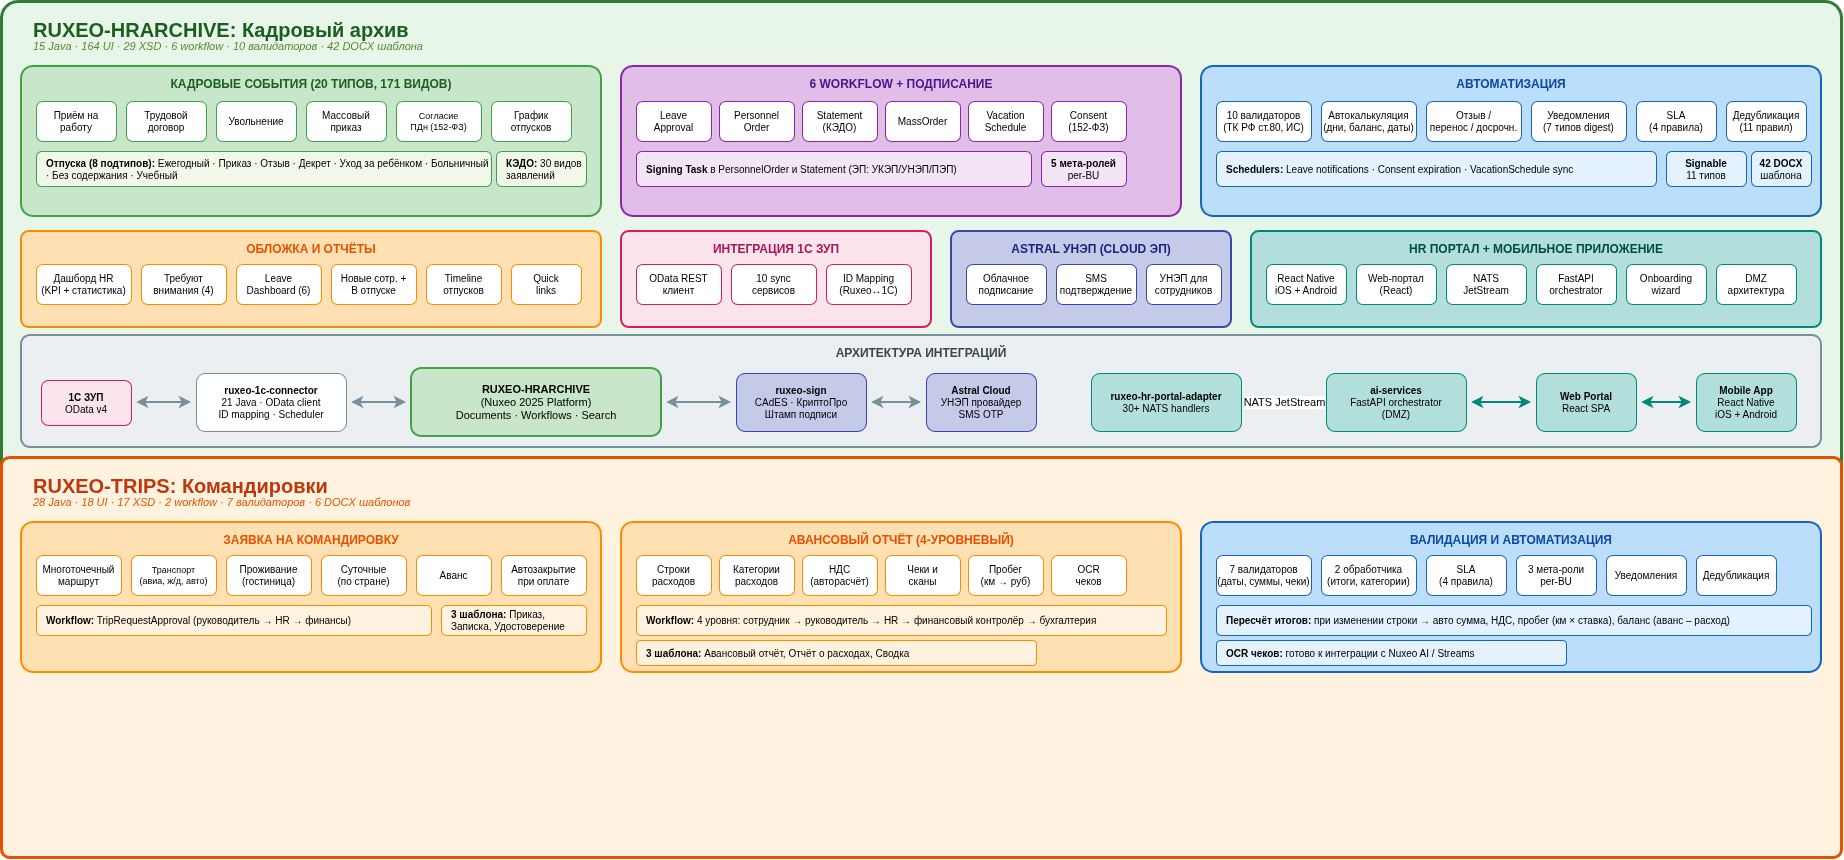 RUXEO-HRARCHIVE: Кадровый архив
15 Java · 164 UI · 29 XSD · 6 workflow · 10 валидаторов · 42 DOCX шаблона
КАДРОВЫЕ СОБЫТИЯ (20 ТИПОВ, 171 ВИДОВ)
Приём на
работу
Трудовой
договор
Увольнение
Массовый
приказ
Согласие
ПДн (152-ФЗ)
График
отпусков
Отпуска (8 подтипов): Ежегодный · Приказ · Отзыв · Декрет · Уход за ребёнком · Больничный
· Без содержания · Учебный
КЭДО: 30 видов
заявлений
6 WORKFLOW + ПОДПИСАНИЕ
Leave
Approval
Personnel
Order
Statement
(КЭДО)
MassOrder
Vacation
Schedule
Consent
(152-ФЗ)
Signing Task в PersonnelOrder и Statement (ЭП: УКЭП/УНЭП/ПЭП)
5 мета-ролей
per-BU
АВТОМАТИЗАЦИЯ
10 валидаторов
(ТК РФ ст.80, ИС)
Автокалькуляция
(дни, баланс, даты)
Отзыв /
перенос / досрочн.
Уведомления
(7 типов digest)
SLA
(4 правила)
Дедубликация
(11 правил)
Schedulers: Leave notifications · Consent expiration · VacationSchedule sync
Signable
11 типов
42 DOCX
шаблона
ОБЛОЖКА И ОТЧЁТЫ
Дашборд HR
(KPI + статистика)
Требуют
внимания (4)
Leave
Dashboard (6)
Новые сотр. +
В отпуске
Timeline
отпусков
Quick
links
ИНТЕГРАЦИЯ 1С ЗУП
OData REST
клиент
10 sync
сервисов
ID Mapping
(Ruxeo↔1C)
ASTRAL УНЭП (CLOUD ЭП)
Облачное
подписание
SMS
подтверждение
УНЭП для
сотрудников
HR ПОРТАЛ + МОБИЛЬНОЕ ПРИЛОЖЕНИЕ
React Native
iOS + Android
Web-портал
(React)
NATS
JetStream
FastAPI
orchestrator
Onboarding
wizard
DMZ
архитектура
АРХИТЕКТУРА ИНТЕГРАЦИЙ
1С ЗУП
OData v4
ruxeo-1c-connector
21 Java · OData client
ID mapping · Scheduler
RUXEO-HRARCHIVE
(Nuxeo 2025 Platform)
Documents · Workflows · Search
ruxeo-sign
CAdES · КриптоПро
Штамп подписи
Astral Cloud
УНЭП провайдер
SMS OTP
ruxeo-hr-portal-adapter
30+ NATS handlers
NATS JetStream
ai-services
FastAPI orchestrator
(DMZ)
Web Portal
React SPA
Mobile App
React Native
iOS + Android
RUXEO-TRIPS: Командировки
28 Java · 18 UI · 17 XSD · 2 workflow · 7 валидаторов · 6 DOCX шаблонов
ЗАЯВКА НА КОМАНДИРОВКУ
Многоточечный
маршрут
Транспорт
(авиа, ж/д, авто)
Проживание
(гостиница)
Суточные
(по стране)
Аванс
Автозакрытие
при оплате
Workflow: TripRequestApproval (руководитель → HR → финансы)
3 шаблона: Приказ,
Записка, Удостоверение
АВАНСОВЫЙ ОТЧЁТ (4-УРОВНЕВЫЙ)
Строки
расходов
Категории
расходов
НДС
(авторасчёт)
Чеки и
сканы
Пробег
(км → руб)
OCR
чеков
Workflow: 4 уровня: сотрудник → руководитель → HR → финансовый контролёр → бухгалтерия
3 шаблона: Авансовый отчёт, Отчёт о расходах, Сводка
ВАЛИДАЦИЯ И АВТОМАТИЗАЦИЯ
7 валидаторов
(даты, суммы, чеки)
2 обработчика
(итоги, категории)
SLA
(4 правила)
3 мета-роли
per-BU
Уведомления
Дедубликация
Пересчёт итогов: при изменении строки → авто сумма, НДС, пробег (км × ставка), баланс (аванс – расход)
OCR чеков: готово к интеграции с Nuxeo AI / Streams